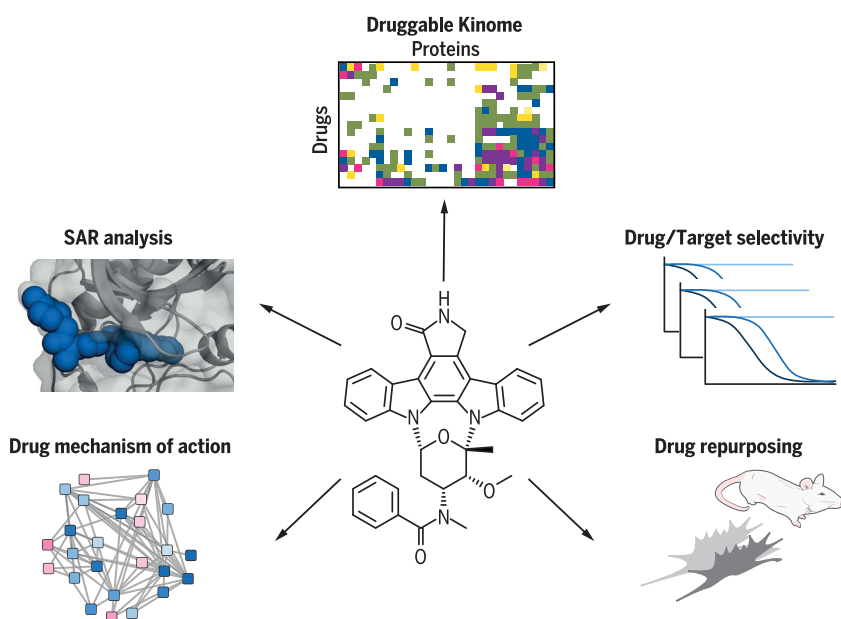 Druggable Kinome
Proteins
Drugs
SAR analysis
Drug/Target selectivity
H
N
O
N
N
O
O
N
O
Drug mechanism of action
Drug repurposing